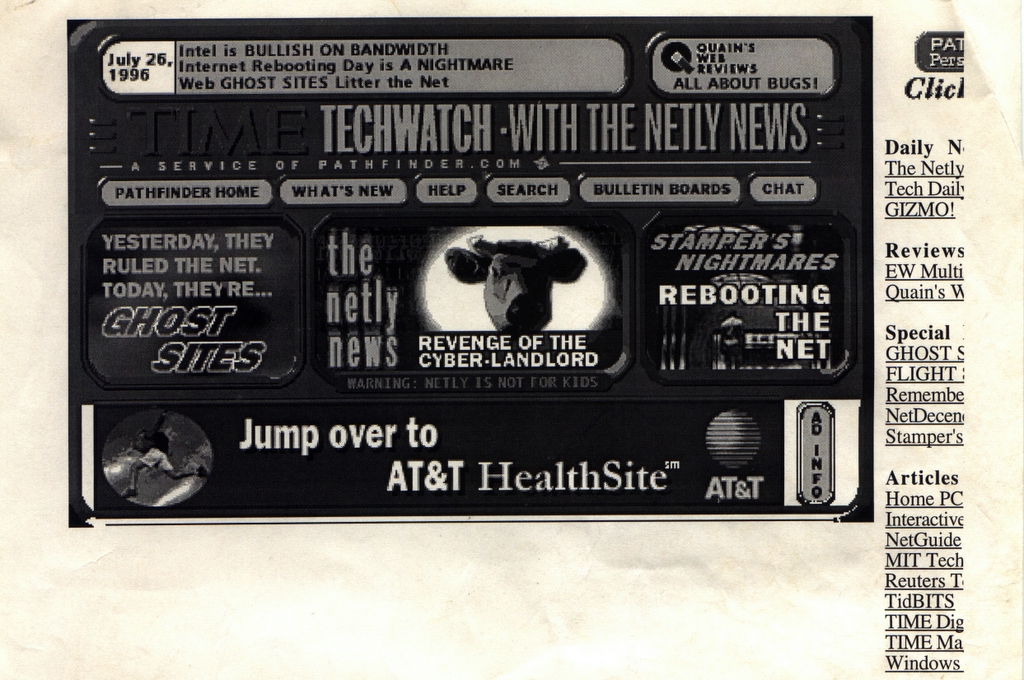 July 26,
1996
Intel is BULLISH ON BANDWIDTH
Internet Rebooting Day is A NIGHTMARE
Web GHOST SITES Litter the Net
QUAIN'S
WEB
REVIEWS
ALL ABOUT BUGS!
TIME TECHWATCH - WITH THE NETLY NEWS
A SERVICE OF PATHFINDER.COM
PATHFINDER HOME
WHAT'S NEW
HELP
SEARCH
BULLETIN BOARDS
CHAT
YESTERDAY, THEY
RULED THE NET.
TODAY, THEY'RE...
GHOST
SITES
the
netly
news
REVENGE OF THE
CYBER-LANDLORD
WARNING: NETLY IS NOT FOR KIDS
STAMPER'S
NIGHTMARES
REBOOTING
THE
NET
Jump over to
AT&T HealthSite℠
AT&T
AD INFO
PAT
Pers
Clic
Daily N
The Netly
Tech Daily
GIZMO!
Reviews
EW Multi
Quain's W
Special
GHOST S
FLIGHT
Remembe
NetDecen
Stamper's
Articles
Home PC
Interactive
NetGuide
MIT Tech
Reuters T
TidBITS
TIME Dig
TIME Ma
Windows